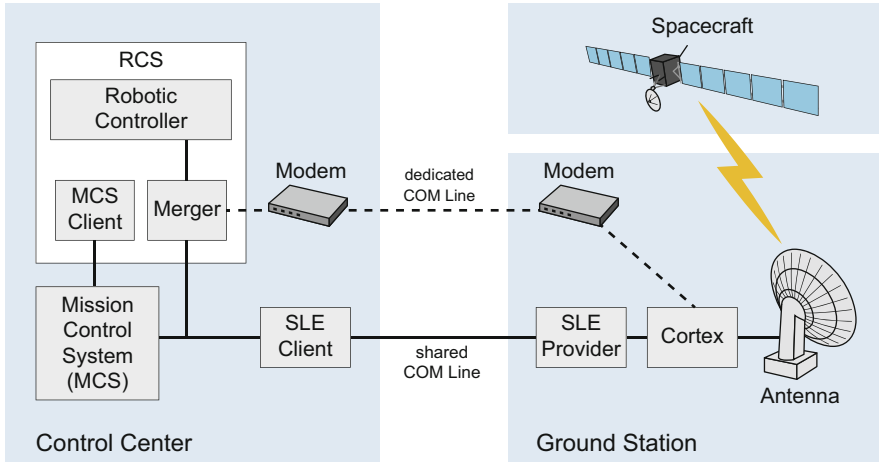 RCS
Robotic
Controller
MCS
Client
Merger
Modem
dedicated
COM Line
Modem
Spacecraft
Mission
Control
System
(MCS)
SLE
Client
shared
COM Line
SLE
Provider
Cortex
Antenna
Control Center
Ground Station